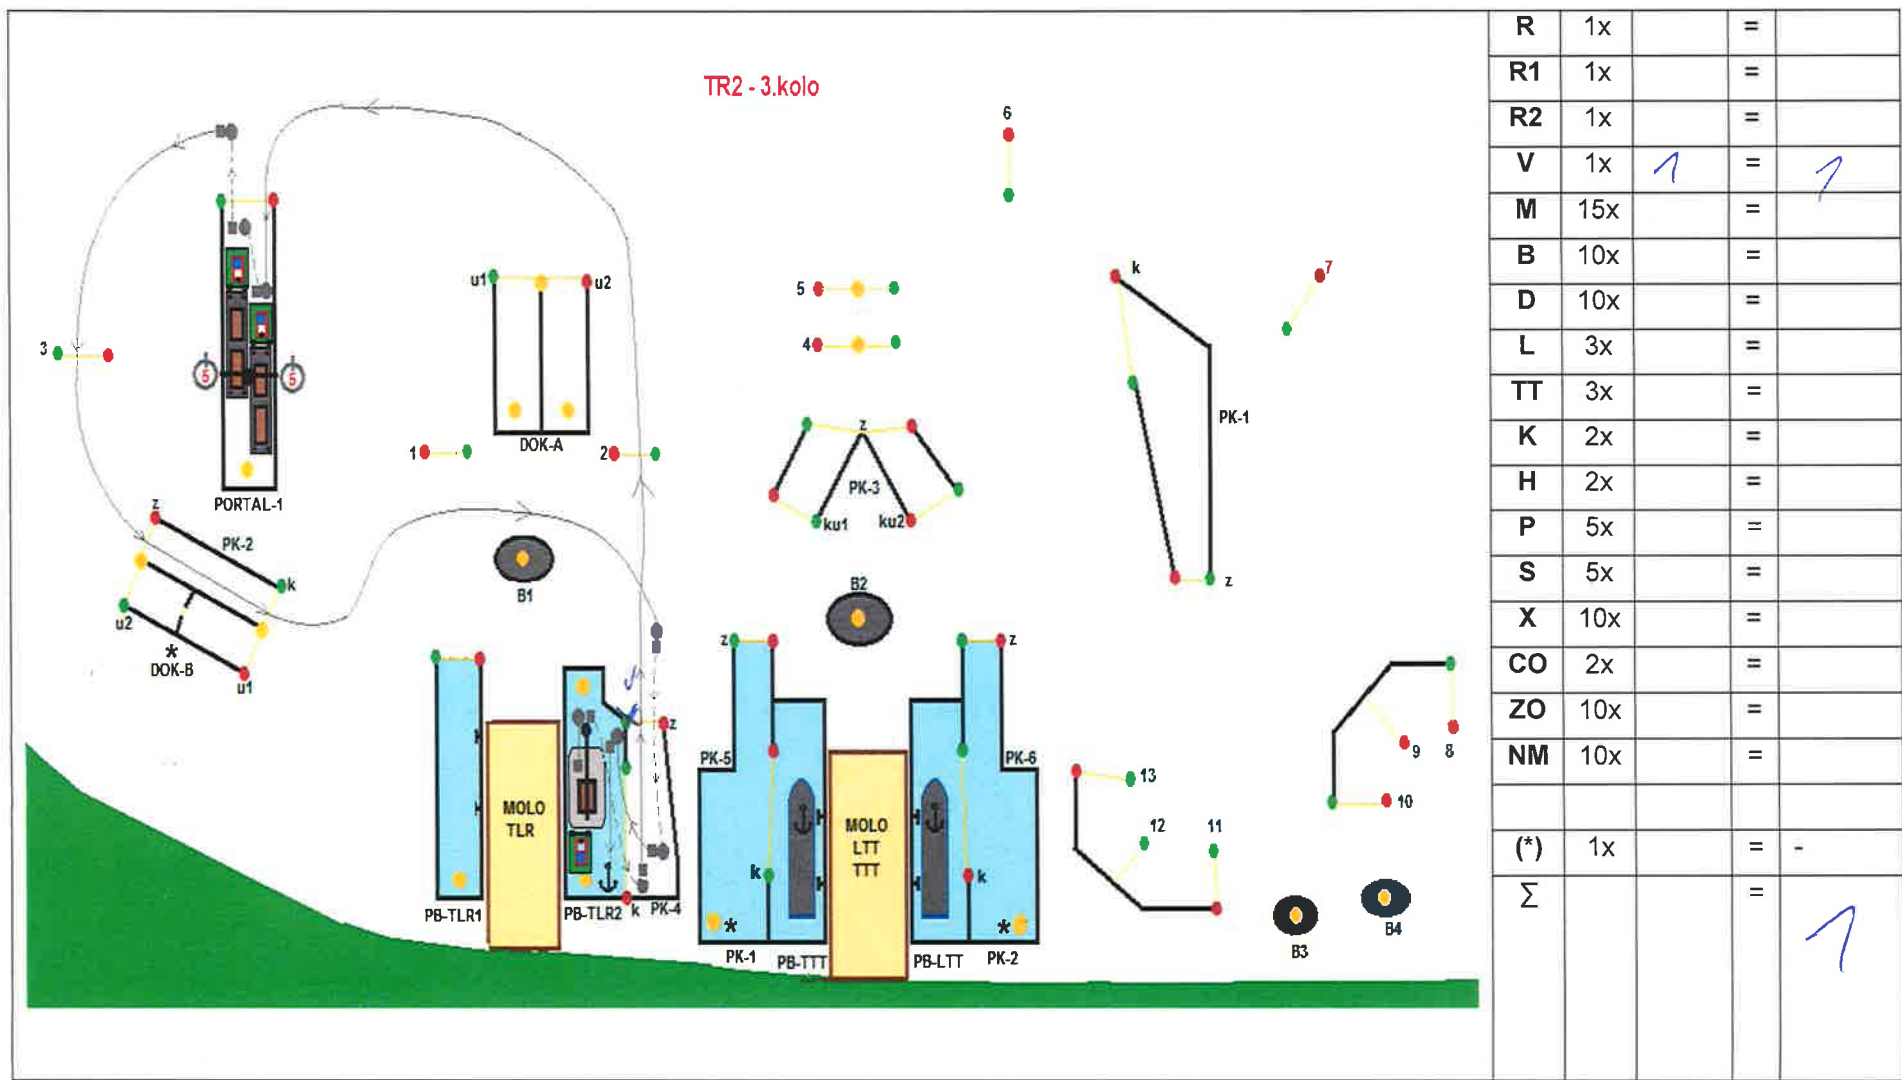 TR2 - 3.kolo
6
k
7
u1
u2
5
4
3
5
5
PK-1
DOK-A
1
2
z
PK-3
ku1
ku2
PORTAL-1
z
PK-2
k
B1
B2
z
u2
*
DOK-B
u1
z
z
z
PK-5
PK-6
9
8
13
10
MOLO
TLR
MOLO
LTT
TTT
12
11
k
k
PB-TLR1
PB-TLR2
k
PK-4
*
*
PK-1
PB-TTT
PB-LTT
PK-2
B3
B4
R 1x =
R1 1x =
R2 1x =
V 1x 1 = 1
M 15x =
B 10x =
D 10x =
L 3x =
TT 3x =
K 2x =
H 2x =
P 5x =
S 5x =
X 10x =
CO 2x =
ZO 10x =
NM 10x =
(*) 1x = -
Σ = 1